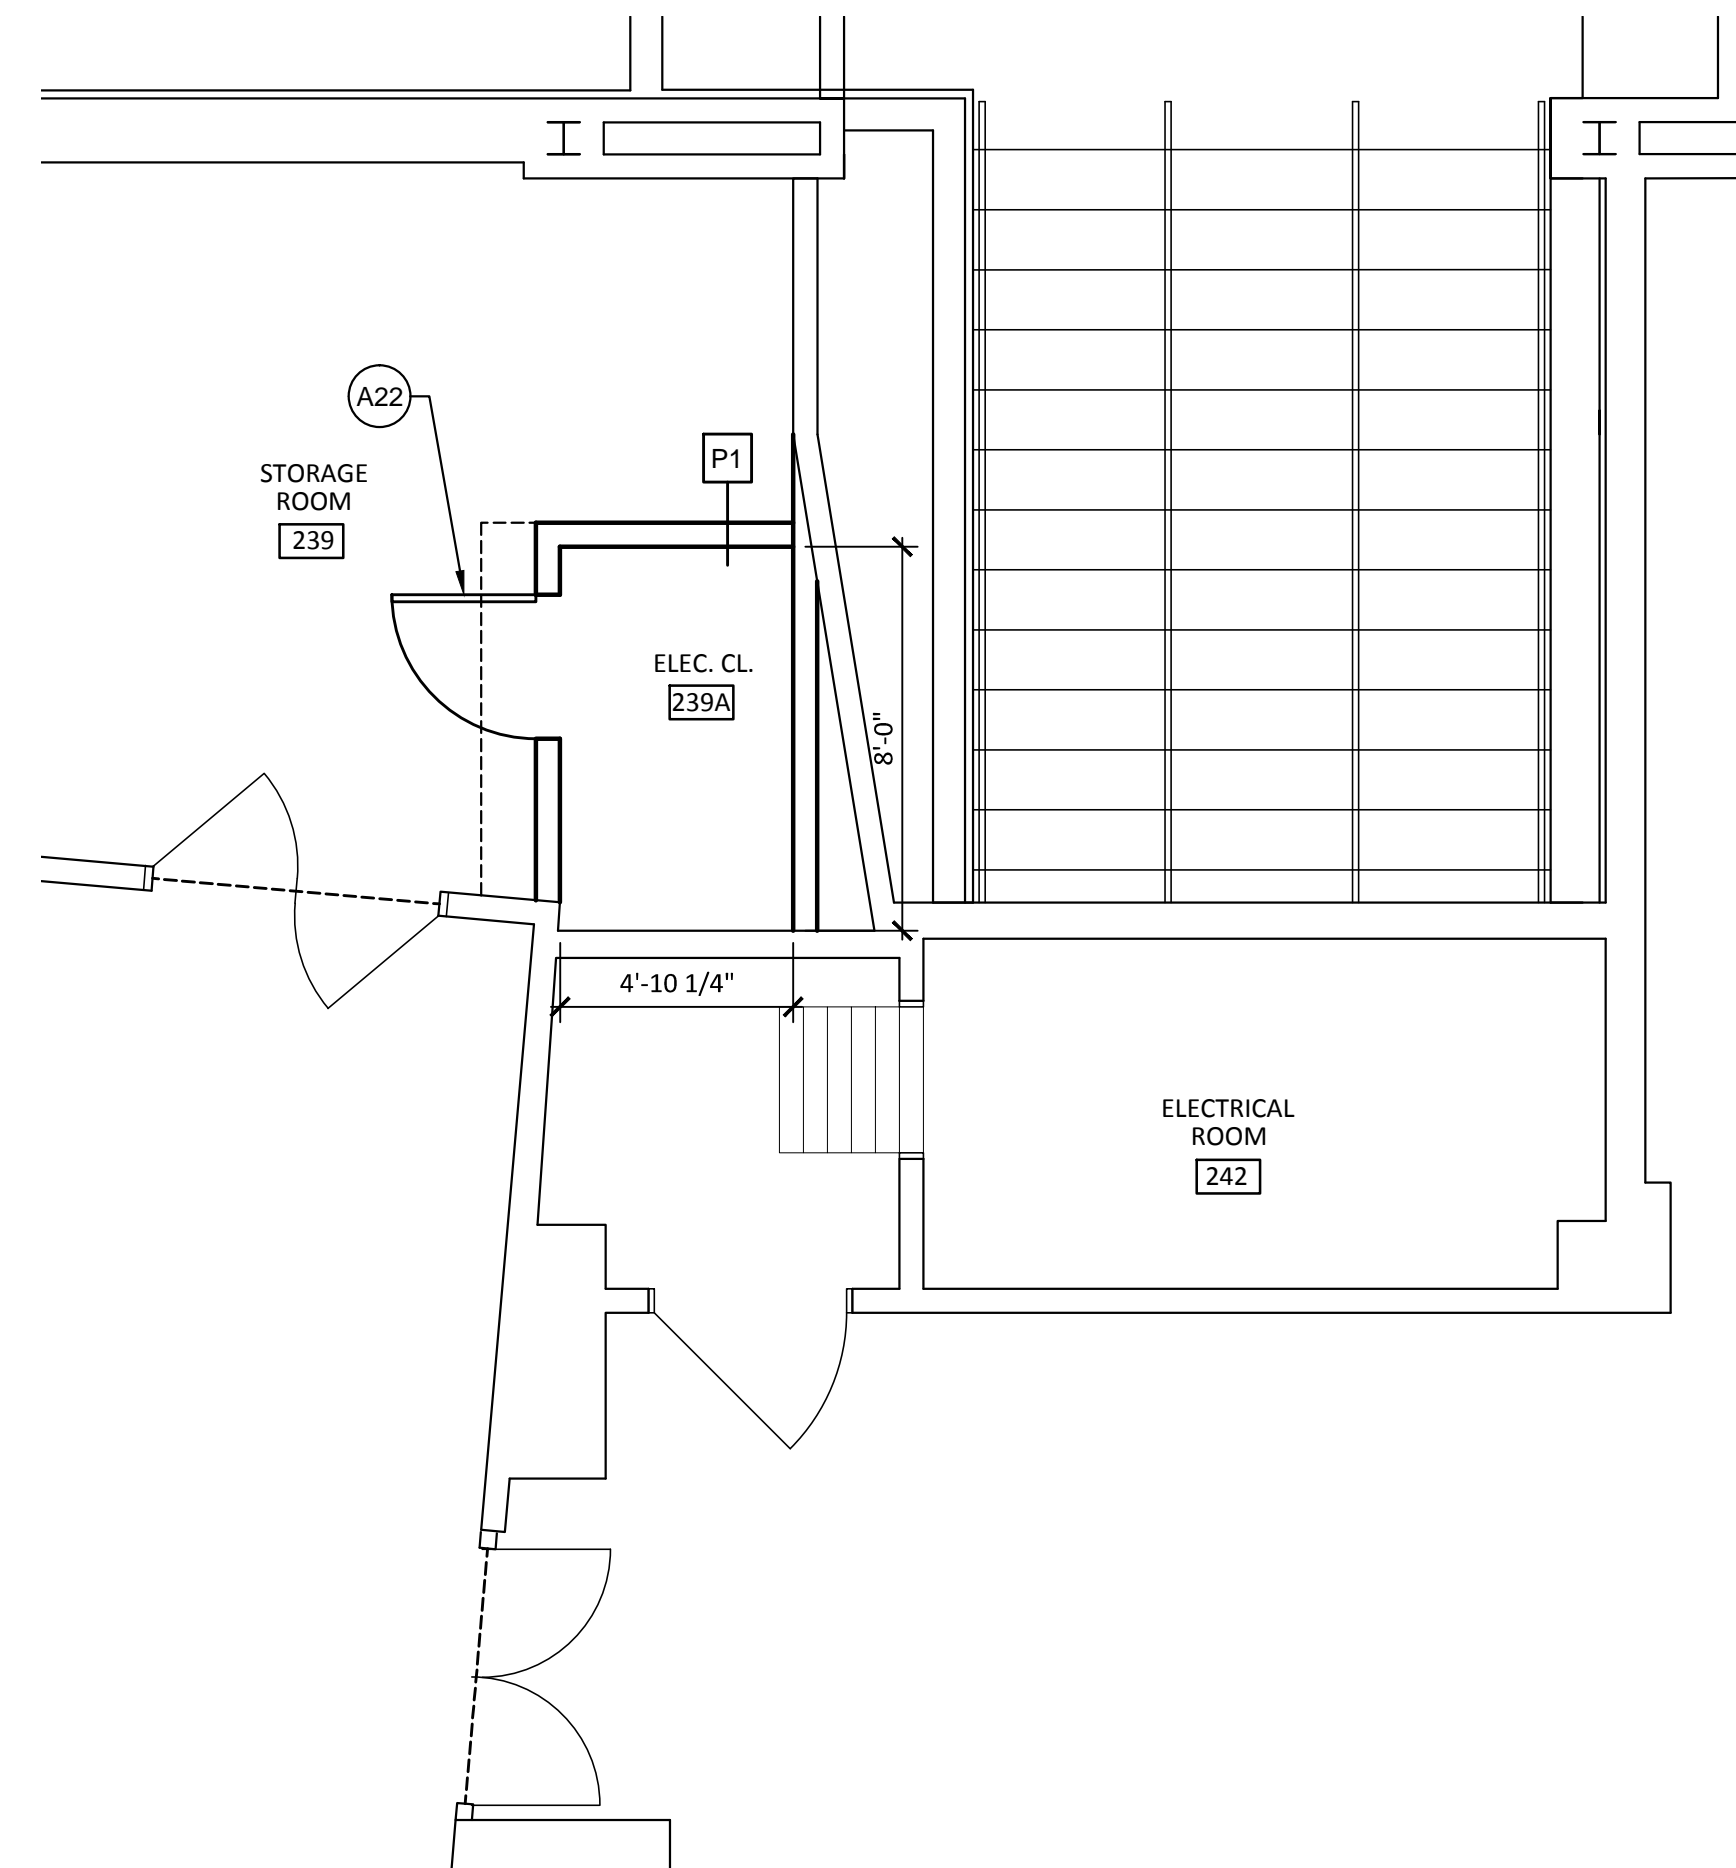 A22
P1
STORAGE
ROOM
239
ELEC. CL.
239A
8'-0"
4'-10 1/4"
ELECTRICAL
ROOM
242